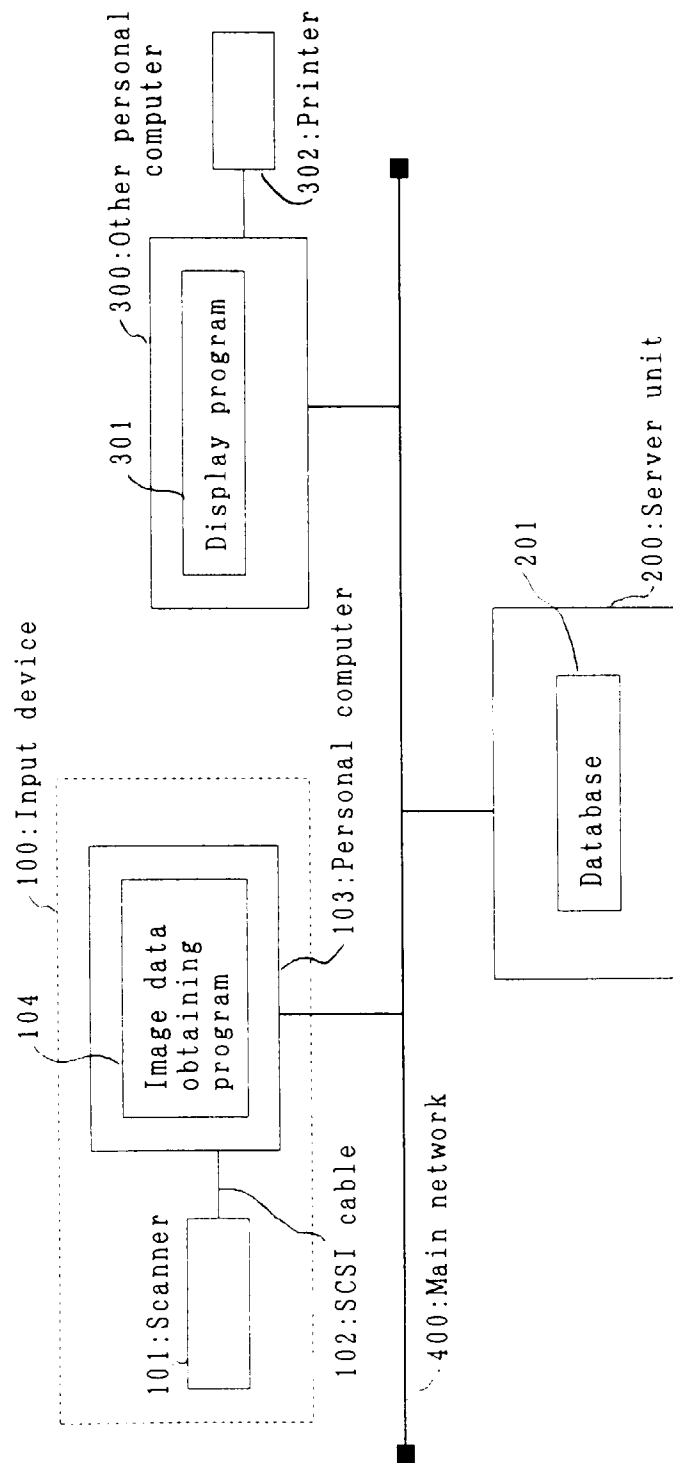 100:Input device
104
Image data
obtaining
program
101:Scanner
102:SCSI cable
103:Personal computer
300:Other personal
computer
301
Display program
302:Printer
400:Main network
201
Database
200:Server unit